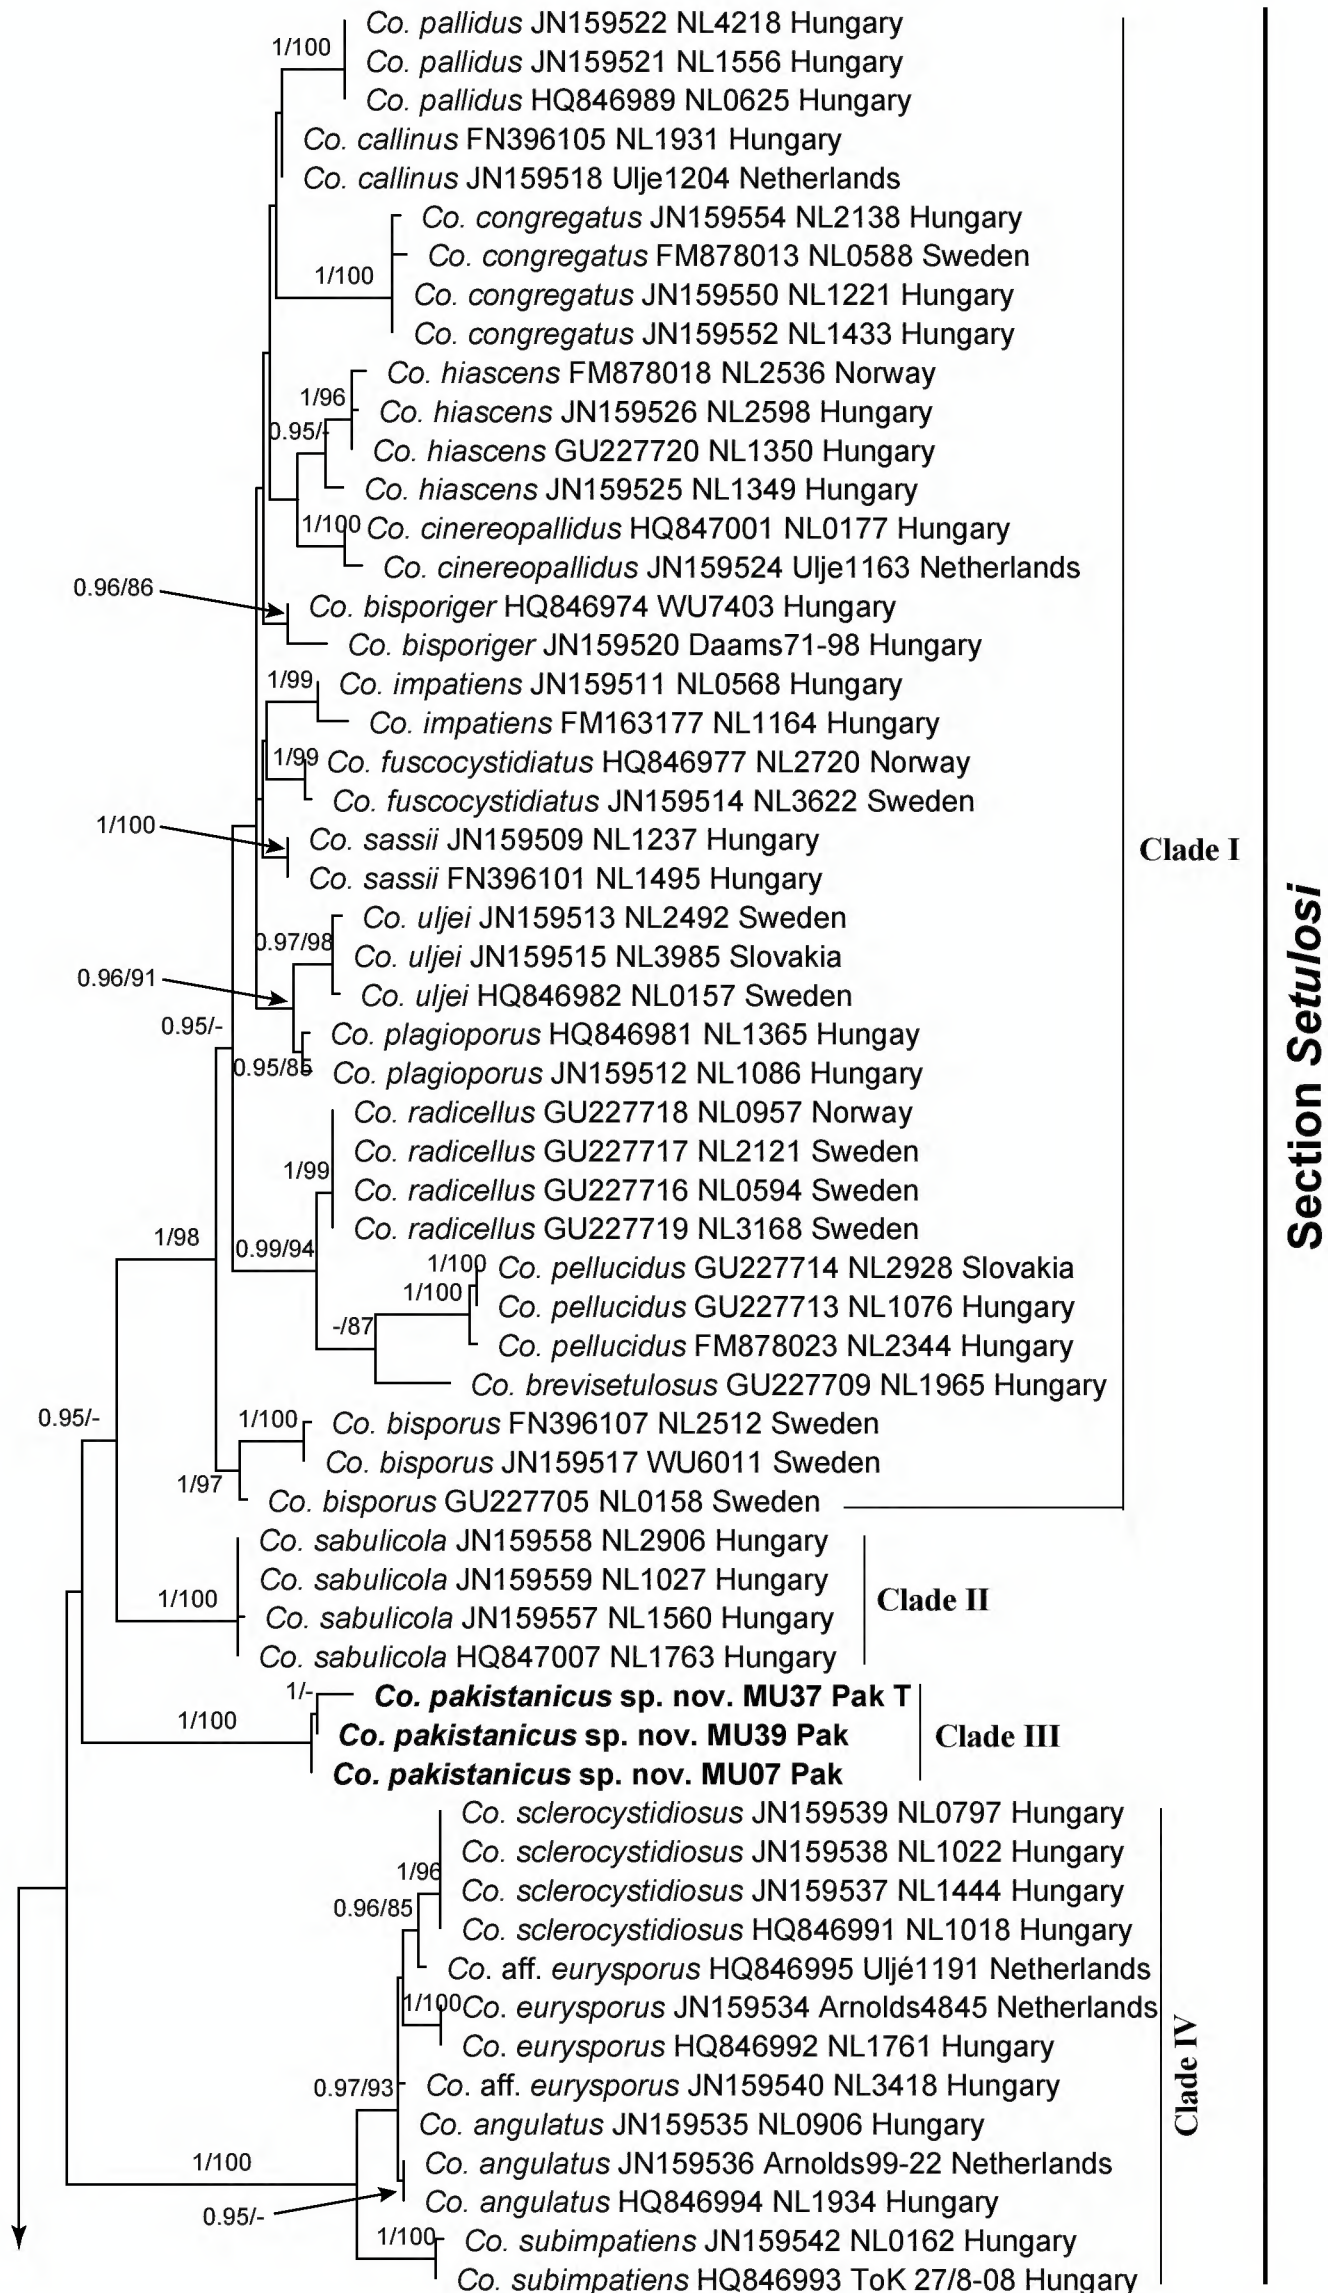 Co. pallidus JN159522 NL4218 Hungary
1/100
Co. pallidus JN159521 NL1556 Hungary
Co. pallidus HQ846989 NL0625 Hungary
Co. callinus FN396105 NL1931 Hungary
Co. callinus JN159518 Ulje1204 Netherlands
Co. congregatus JN159554 NL2138 Hungary
Co. congregatus FM878013 NL0588 Sweden
1/100
Co. congregatus JN159550 NL1221 Hungary
Co. congregatus JN159552 NL1433 Hungary
Co. hiascens FM878018 NL2536 Norway
1/96
Co. hiascens JN159526 NL2598 Hungary
0.95/-
Co. hiascens GU227720 NL1350 Hungary
Co. hiascens JN159525 NL1349 Hungary
1/100
Co. cinereopallidus HQ847001 NL0177 Hungary
Co. cinereopallidus JN159524 Ulje1163 Netherlands
0.96/86
Co. bisporiger HQ846974 WU7403 Hungary
Co. bisporiger JN159520 Daams71-98 Hungary
1/99
Co. impatiens JN159511 NL0568 Hungary
Co. impatiens FM163177 NL1164 Hungary
1/99
Co. fuscocystidiatus HQ846977 NL2720 Norway
Co. fuscocystidiatus JN159514 NL3622 Sweden
1/100
Co. sassii JN159509 NL1237 Hungary
Clade I
Co. sassii FN396101 NL1495 Hungary
Co. uljei JN159513 NL2492 Sweden
0.97/98
Co. uljei JN159515 NL3985 Slovakia
0.96/91
Co. uljei HQ846982 NL0157 Sweden
0.95/-
Co. plagioporus HQ846981 NL1365 Hungay
0.95/85
Co. plagioporus JN159512 NL1086 Hungary
Section Setulosi
Co. radicellus GU227718 NL0957 Norway
Co. radicellus GU227717 NL2121 Sweden
1/99
Co. radicellus GU227716 NL0594 Sweden
Co. radicellus GU227719 NL3168 Sweden
1/98
0.99/94
1/100
Co. pellucidus GU227714 NL2928 Slovakia
1/100
Co. pellucidus GU227713 NL1076 Hungary
-/87
Co. pellucidus FM878023 NL2344 Hungary
Co. brevisetulosus GU227709 NL1965 Hungary
0.95/-
1/100
Co. bisporus FN396107 NL2512 Sweden
Co. bisporus JN159517 WU6011 Sweden
1/97
Co. bisporus GU227705 NL0158 Sweden
Co. sabulicola JN159558 NL2906 Hungary
Co. sabulicola JN159559 NL1027 Hungary
1/100
Clade II
Co. sabulicola JN159557 NL1560 Hungary
Co. sabulicola HQ847007 NL1763 Hungary
1/-
Co. pakistanicus sp. nov. MU37 Pak T
1/100
Co. pakistanicus sp. nov. MU39 Pak
Clade III
Co. pakistanicus sp. nov. MU07 Pak
Co. sclerocystidiosus JN159539 NL0797 Hungary
Co. sclerocystidiosus JN159538 NL1022 Hungary
1/96
Co. sclerocystidiosus JN159537 NL1444 Hungary
0.96/85
Co. sclerocystidiosus HQ846991 NL1018 Hungary
Co. aff. eurysporus HQ846995 Uljé1191 Netherlands
1/100
Co. eurysporus JN159534 Arnolds4845 Netherlands
Co. eurysporus HQ846992 NL1761 Hungary
Clade IV
0.97/93
Co. aff. eurysporus JN159540 NL3418 Hungary
Co. angulatus JN159535 NL0906 Hungary
1/100
Co. angulatus JN159536 Arnolds99-22 Netherlands
0.95/-
Co. angulatus HQ846994 NL1934 Hungary
1/100
Co. subimpatiens JN159542 NL0162 Hungary
Co. subimpatiens HQ846993 ToK 27/8-08 Hungary